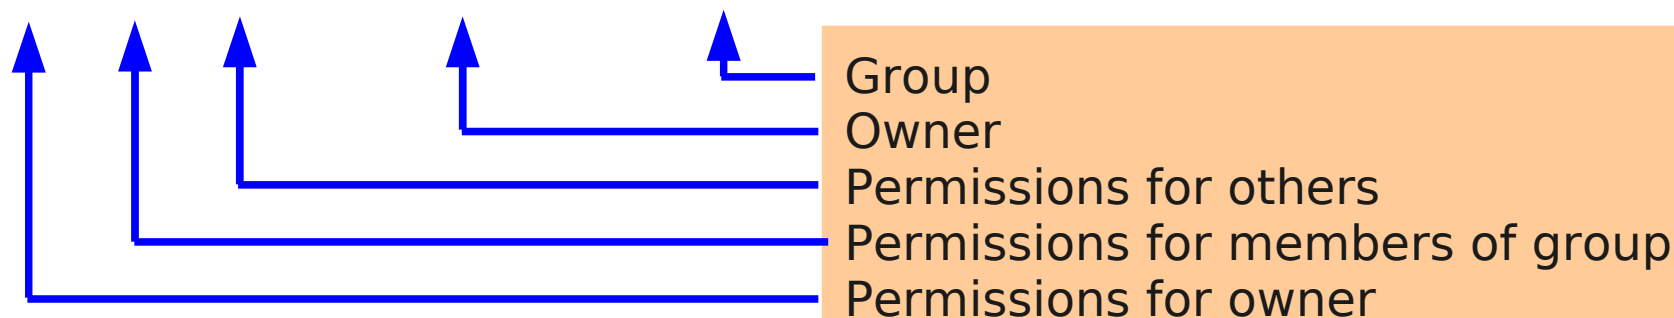 Group
Owner
Permissions for others
Permissions for members of group
Permissions for owner